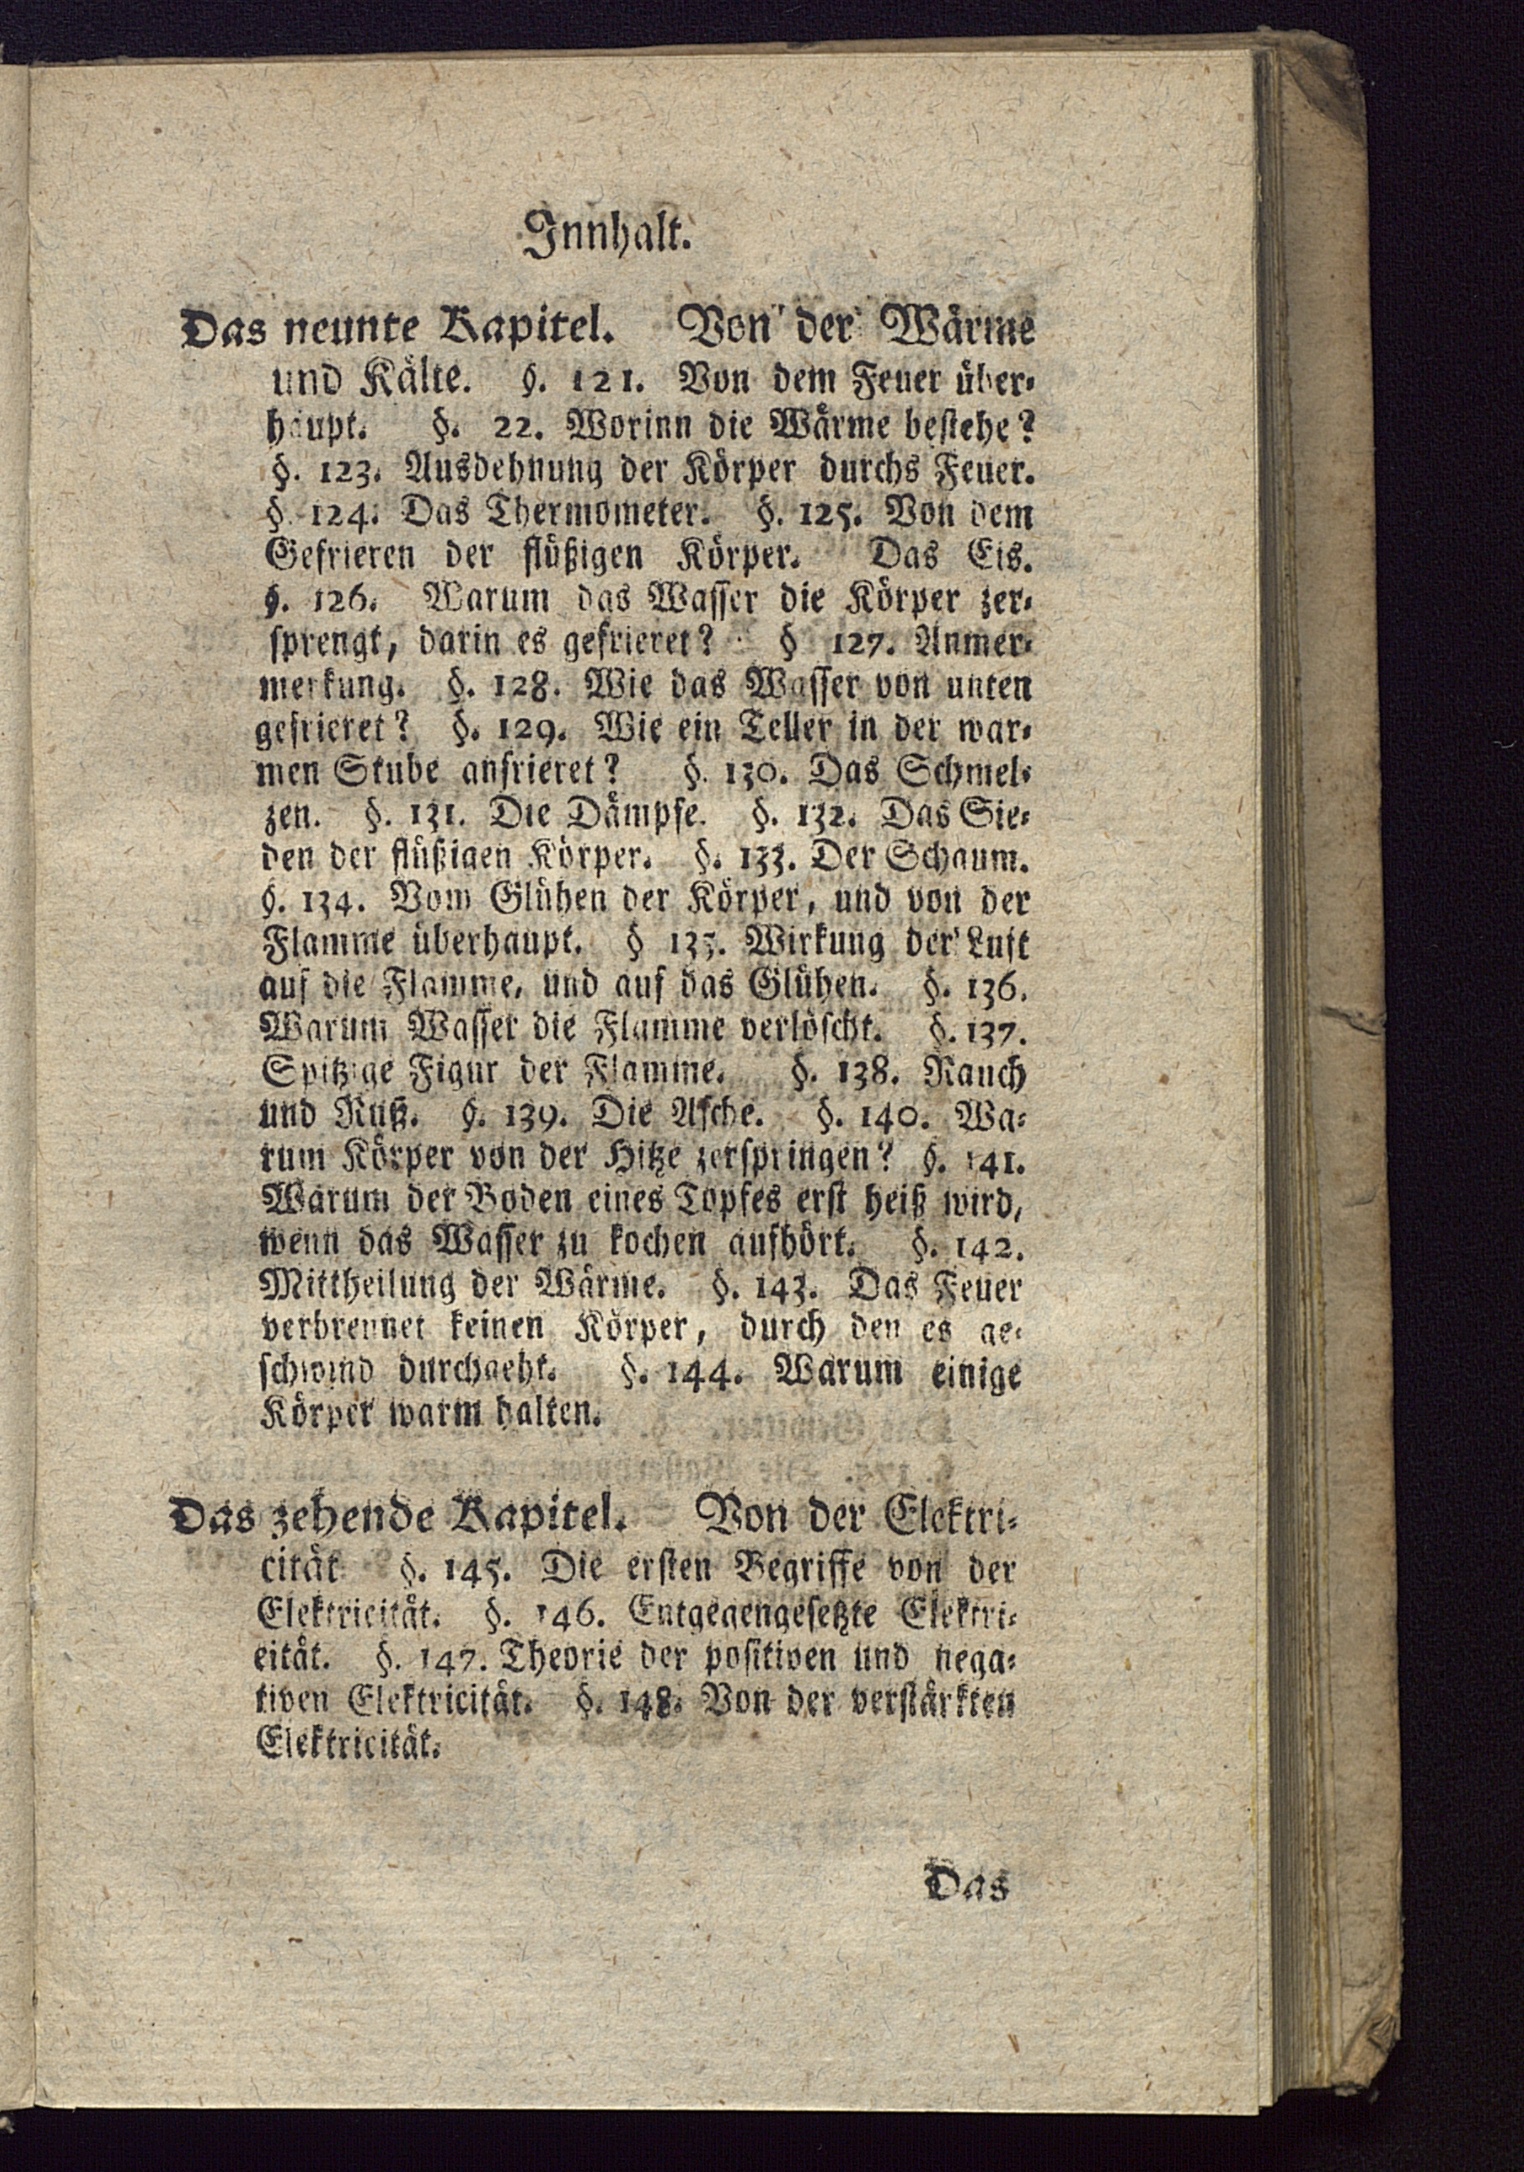 Innhalt.
Das neunte Kapitel. Von der Wärme
und Kälte. §. 121. Von dem Feuer über-
haupt. §. 22. Worinn die Wärme bestehe?
§. 123. Ausdehnung der Körper durchs Feuer.
§. 124. Das Thermometer. §. 125. Von dem
Gefrieren der flüßigen Körper. Das Eis.
§. 126. Warum das Wasser die Körper zer-
sprengt, darin es gefrieret? § 127. Anmer-
merkung. §. 128. Wie das Wasser von unten
gefrieret? §. 129. Wie ein Teller in der war-
men Stube anfrieret? §. 130. Das Schmel-
zen. §. 131. Die Dämpfe. §. 132. Das Sie-
den der flüßigen Körper. §. 133. Der Schaum.
§. 134. Vom Glühen der Körper, und von der
Flamme überhaupt. § 135. Wirkung der Luft
auf die Flamme, und auf das Glühen. §. 136.
Warum Wasser die Flamme verlöscht. §. 137.
Spitzige Figur der Flamme. §. 138. Rauch
und Ruß. §. 139. Die Asche. §. 140. Wa-
rum Körper von der Hitze zerspringen? §. 141.
Warum der Boden eines Topfes erst heiß wird,
wenn das Wasser zu kochen aufhört. §. 142.
Mittheilung der Wärme. §. 143. Das Feuer
verbrennet keinen Körper, durch den es ge-
schwind durchgeht. §. 144. Warum einige
Körper warm halten.
Das zehende Kapitel. Von der Elektri-
cität §. 145. Die ersten Begriffe von der
Elektricität. §. 146. Entgegengesetzte Elektri-
cität. §. 147. Theorie der positiven und nega-
tiven Elektricität. §. 148. Von der verstärkten
Elektricität.
Das